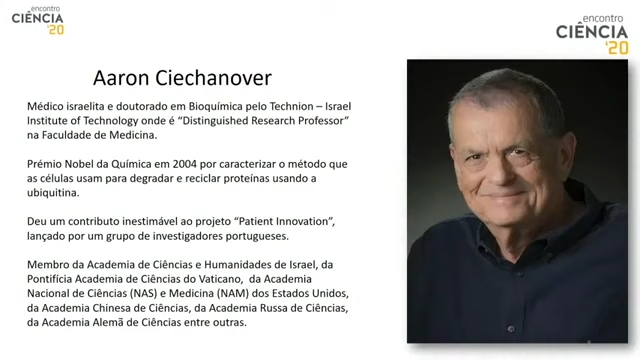 encontro
CIÊNCIA
'20
encontro
CIÊNCIA
'20
Aaron Ciechanover
Médico israelita e doutorado em Bioquímica pelo Technion – Israel
Institute of Technology onde é “Distinguished Research Professor”
na Faculdade de Medicina.
Prémio Nobel da Química em 2004 por caracterizar o método que
as células usam para degradar e reciclar proteínas usando a
ubiquitina.
Deu um contributo inestimável ao projeto “Patient Innovation”,
lançado por um grupo de investigadores portugueses.
Membro da Academia de Ciências e Humanidades de Israel, da
Pontifícia Academia de Ciências do Vaticano, da Academia
Nacional de Ciências (NAS) e Medicina (NAM) dos Estados Unidos,
da Academia Chinesa de Ciências, da Academia Russa de Ciências,
da Academia Alemã de Ciências entre outras.